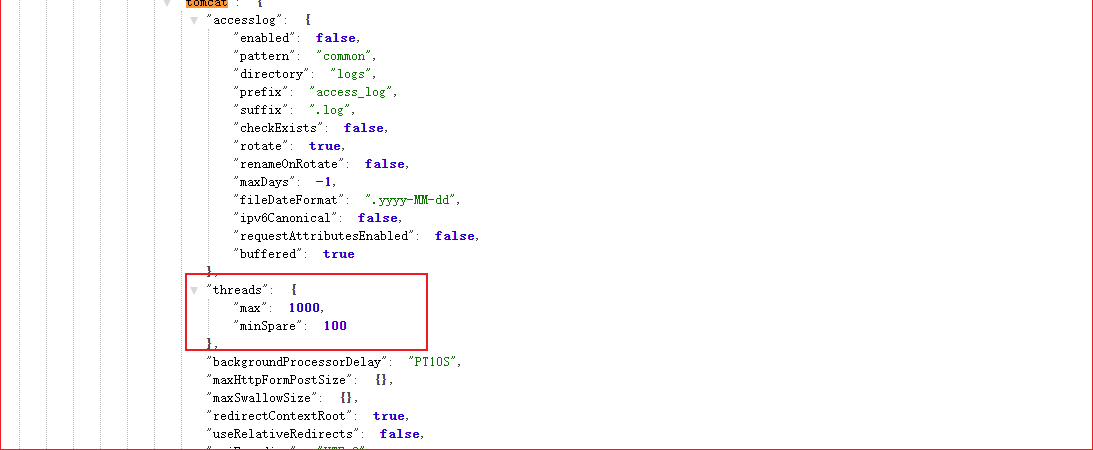 tomcat": {
"accesslog": {
"enabled": false,
"pattern": "common",
"directory": "logs",
"prefix": "access_log",
"suffix": ".log",
"checkExists": false,
"rotate": true,
"renameOnRotate": false,
"maxDays": -1,
"fileDateFormat": ".yyyy-MM-dd",
"ipv6Canonical": false,
"requestAttributesEnabled": false,
"buffered": true
},
"threads": {
"max": 1000,
"minSpare": 100
},
"backgroundProcessorDelay": "PT10S",
"maxHttpFormPostSize": {},
"maxSwallowSize": {},
"redirectContextRoot": true,
"useRelativeRedirects": false,